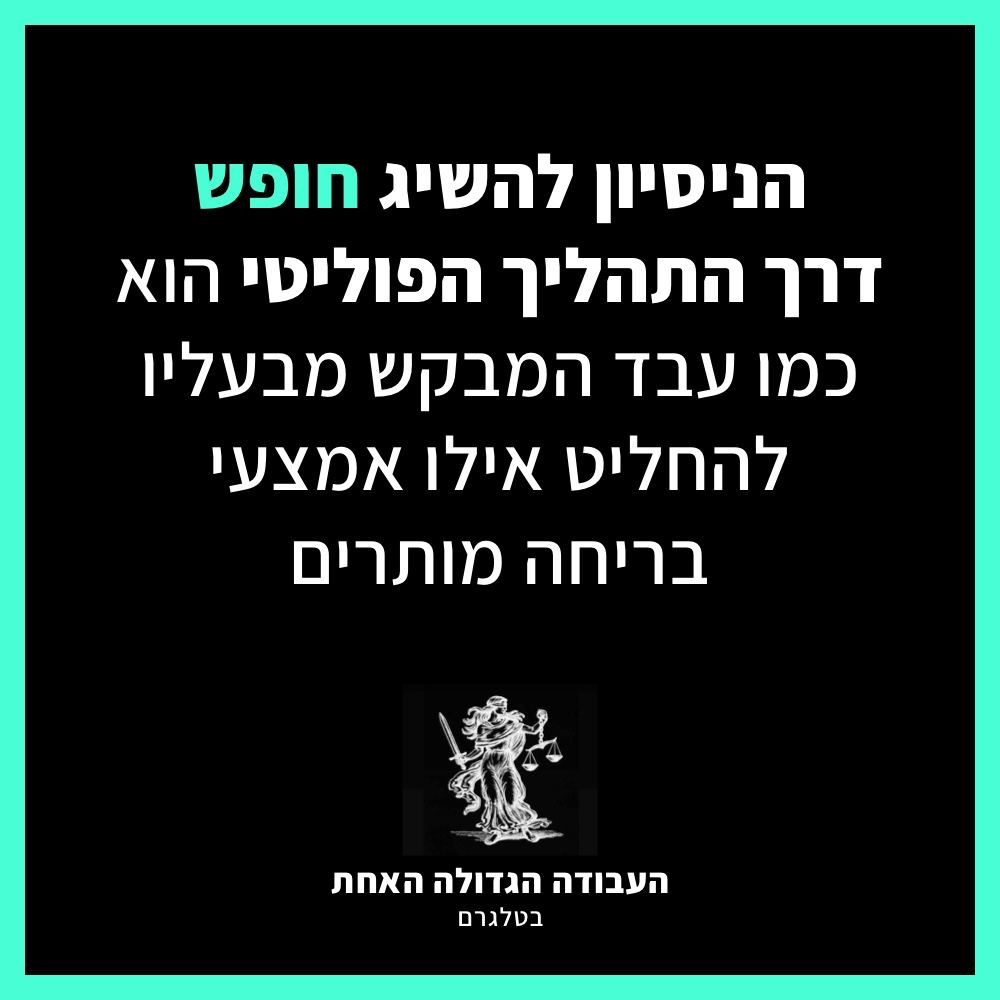 הניסיון להשיג חופש
דרך התהליך הפוליטי הוא
כמו עבד המבקש מבעליו
להחליט אילו אמצעי
בריחה מותרים
העבודה הגדולה האחת
בטלגרם